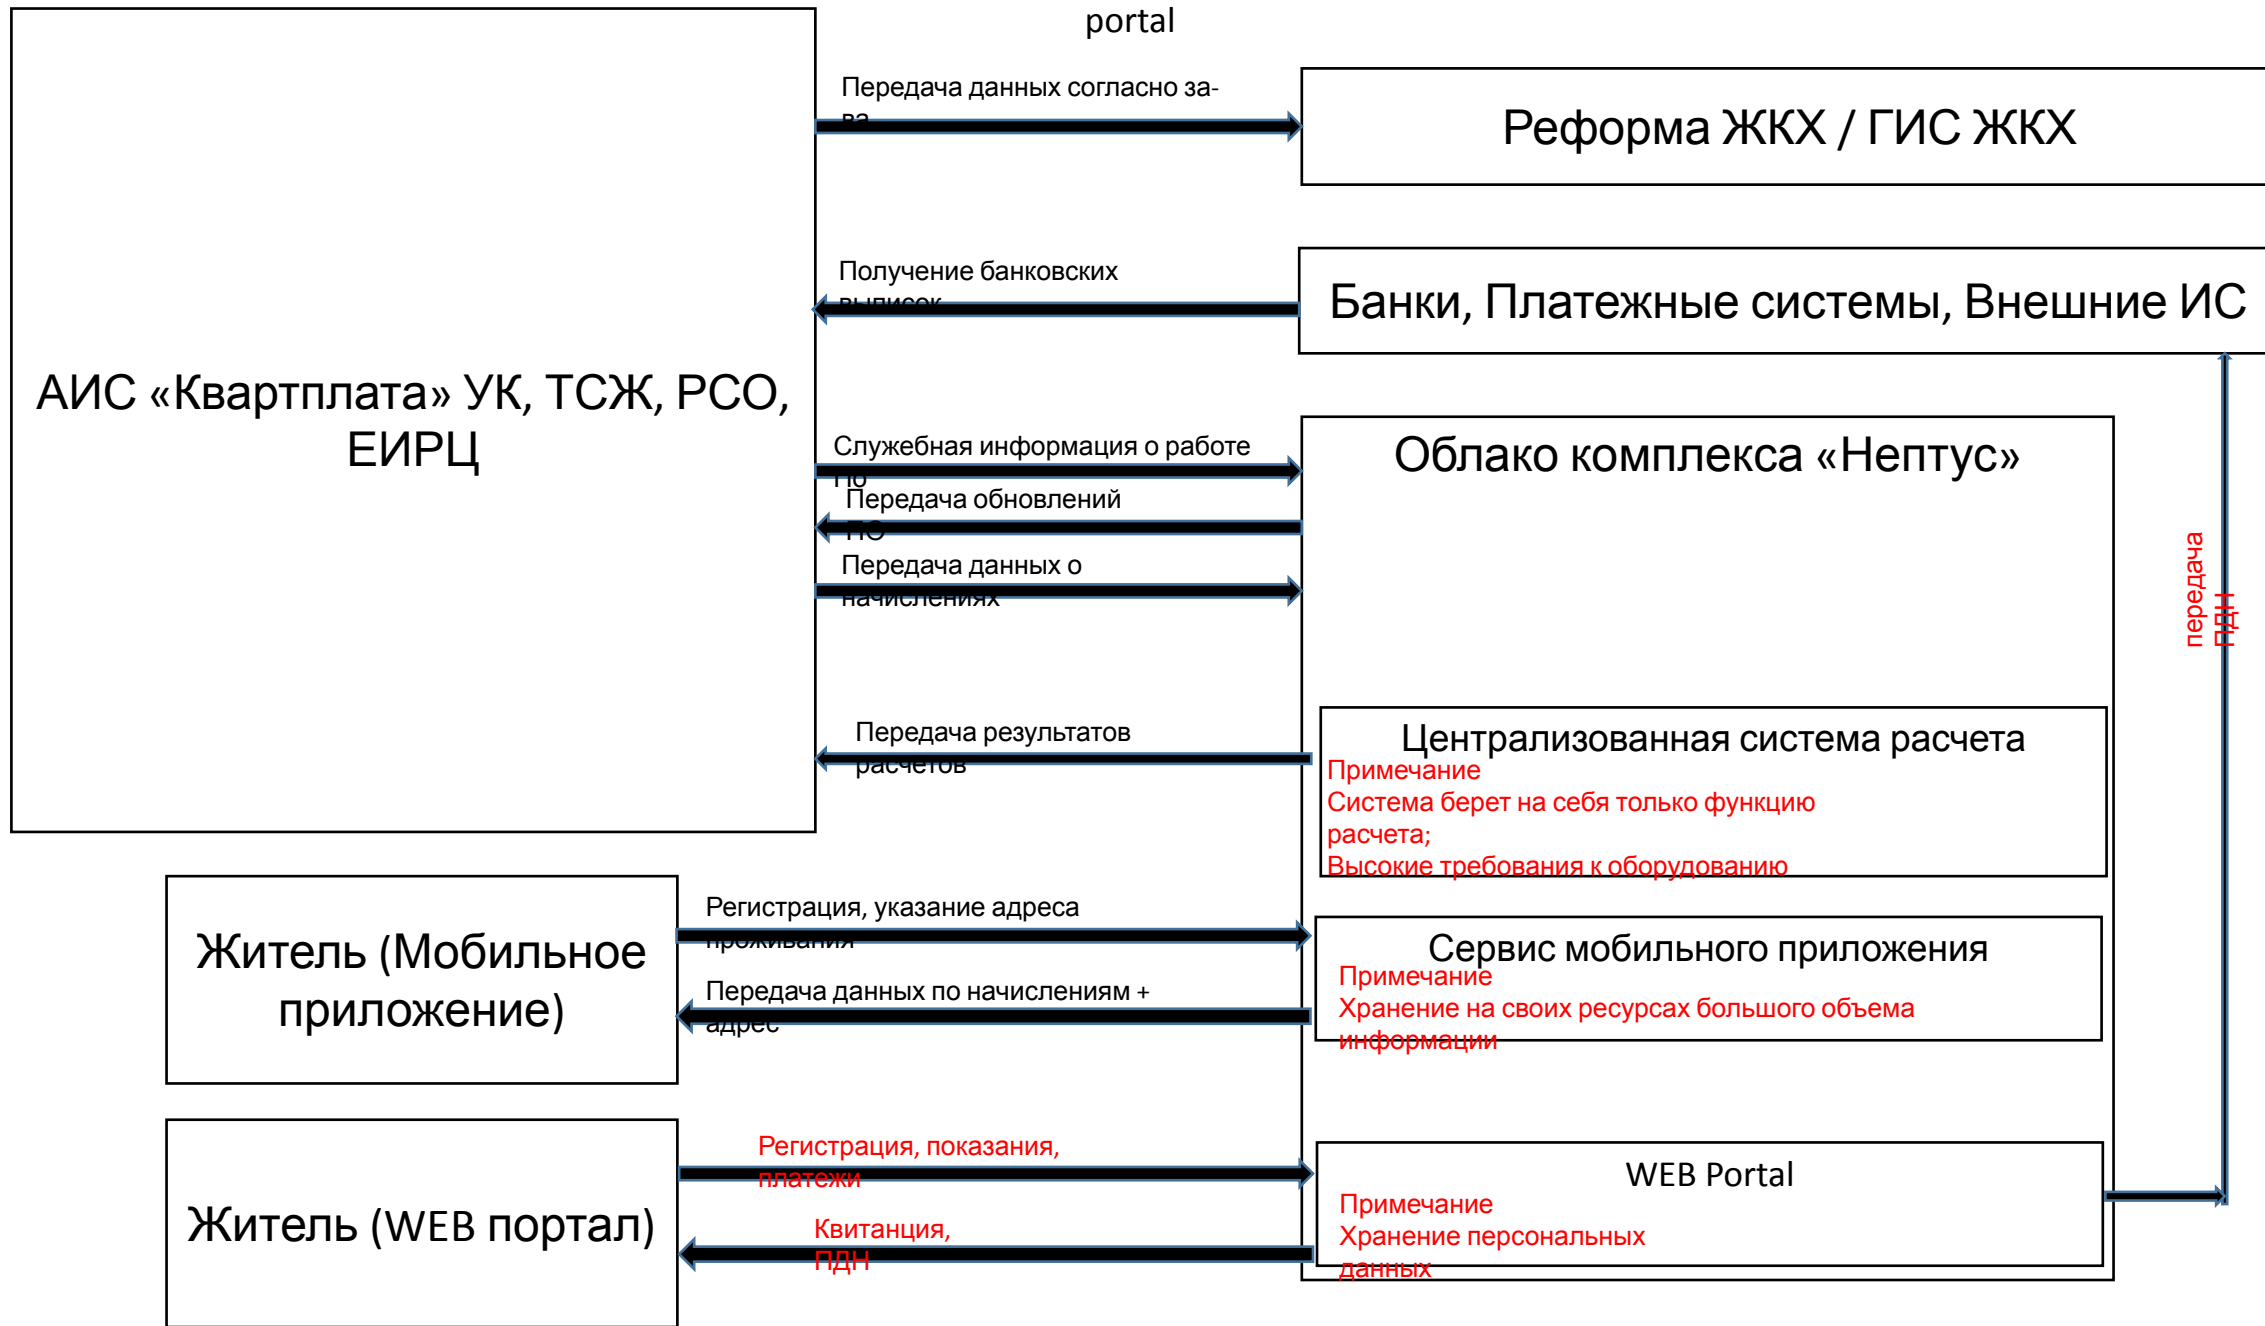 portal
Передача данных согласно за-
ва
Реформа ЖКХ / ГИС ЖКХ
Получение банковских
выписок
Банки, Платежные системы, Внешние ИС
АИС «Квартплата» УК, ТСЖ, РСО,
ЕИРЦ
Служебная информация о работе
ПО
Передача обновлений
ПО
Передача данных о
начислениях
Облако комплекса «Нептус»
передача
ПДН
Передача результатов
расчетов
Централизованная система расчета
Примечание
Система берет на себя только функцию
расчета;
Высокие требования к оборудованию
Житель (Мобильное
приложение)
Регистрация, указание адреса
проживания
Передача данных по начислениям +
адрес
Сервис мобильного приложения
Примечание
Хранение на своих ресурсах большого объема
информации
Житель (WEB портал)
Регистрация, показания,
платежи
Квитанция,
ПДН
WEB Portal
Примечание
Хранение персональных
данных